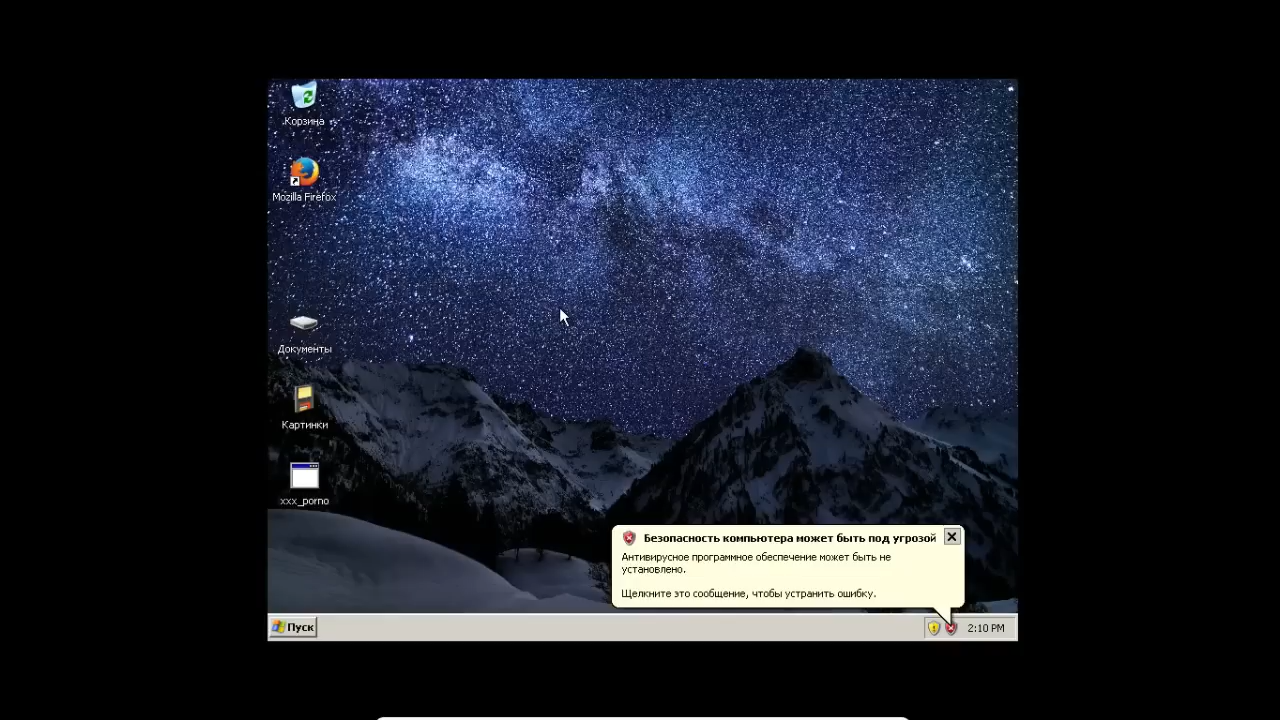 Корзина
Mozilla Firefox
Документы
Картинки
xxx_porno
Безопасность компьютера может быть под угрозой
Антивирусное программное обеспечение может быть не
установлено.
Щелкните это сообщение, чтобы устранить ошибку.
Пуск
2:10 PM